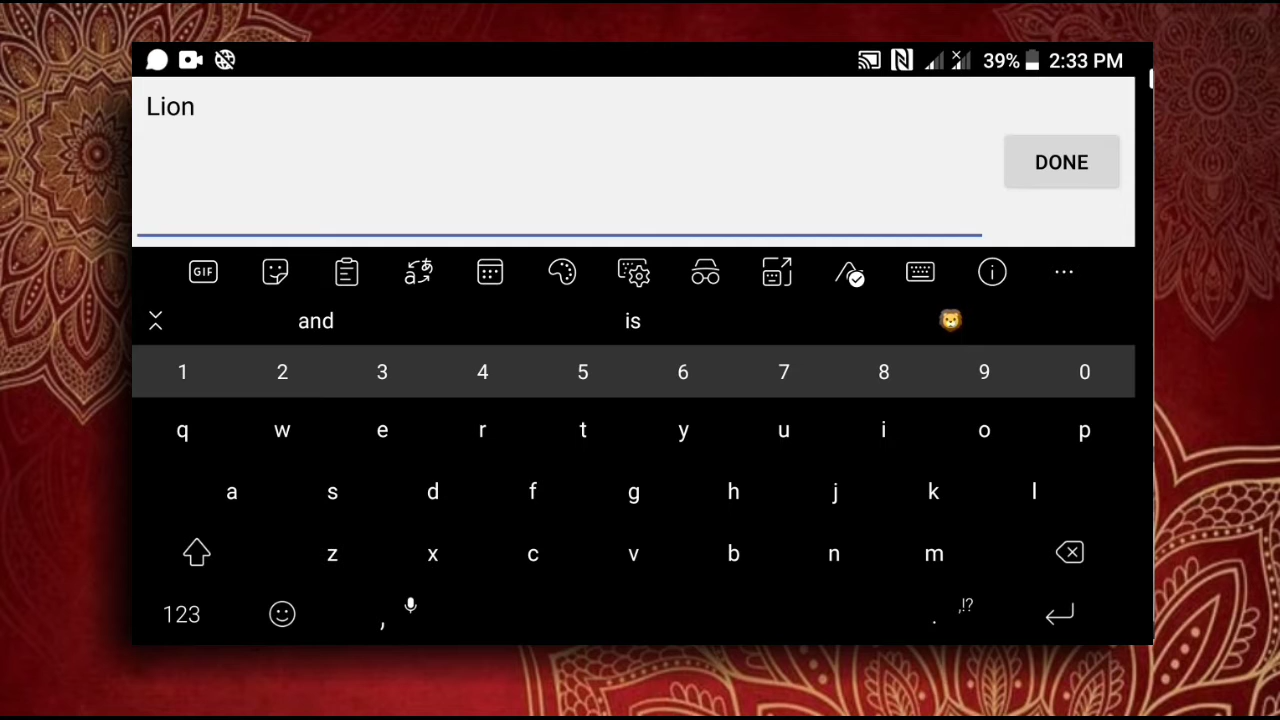 39% 2:33 PM
Lion
DONE
GIF
and is 🦁
1 2 3 4 5 6 7 8 9 0
q w e r t y u i o p
a s d f g h j k l
z x c v b n m
123 , . ,!?